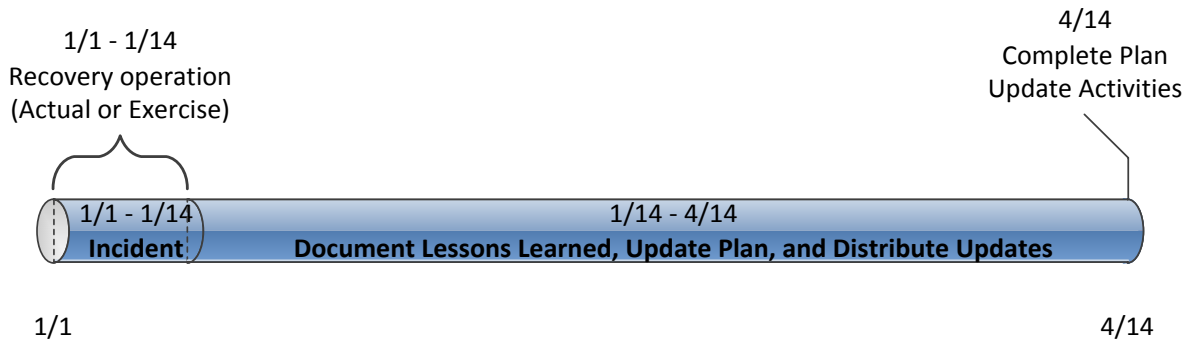 1/1 - 1/14
Recovery operation
(Actual or Exercise)
4/14
Complete Plan
Update Activities
1/1 - 1/14
Incident
1/14 - 4/14
Document Lessons Learned, Update Plan, and Distribute Updates
1/1
4/14